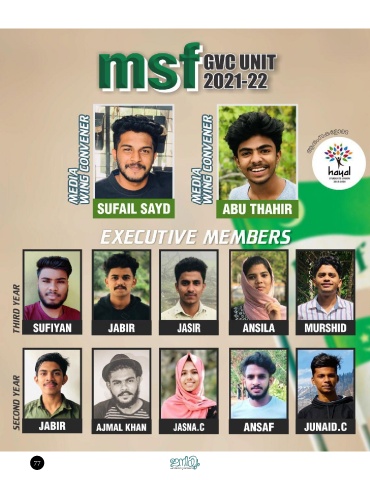 msf GVC UNIT
2021-22
MEDIA
WING CONVENER
SUFAIL SAYD
MEDIA
WING CONVENER
ABU THAHIR
hayal
EXECUTIVE MEMBERS
THIRD YEAR
SUFIYAN
JABIR
JASIR
ANSILA
MURSHID
SECOND YEAR
JABIR
AJMAL KHAN
JASNA.C
ANSAF
JUNAID.C
77